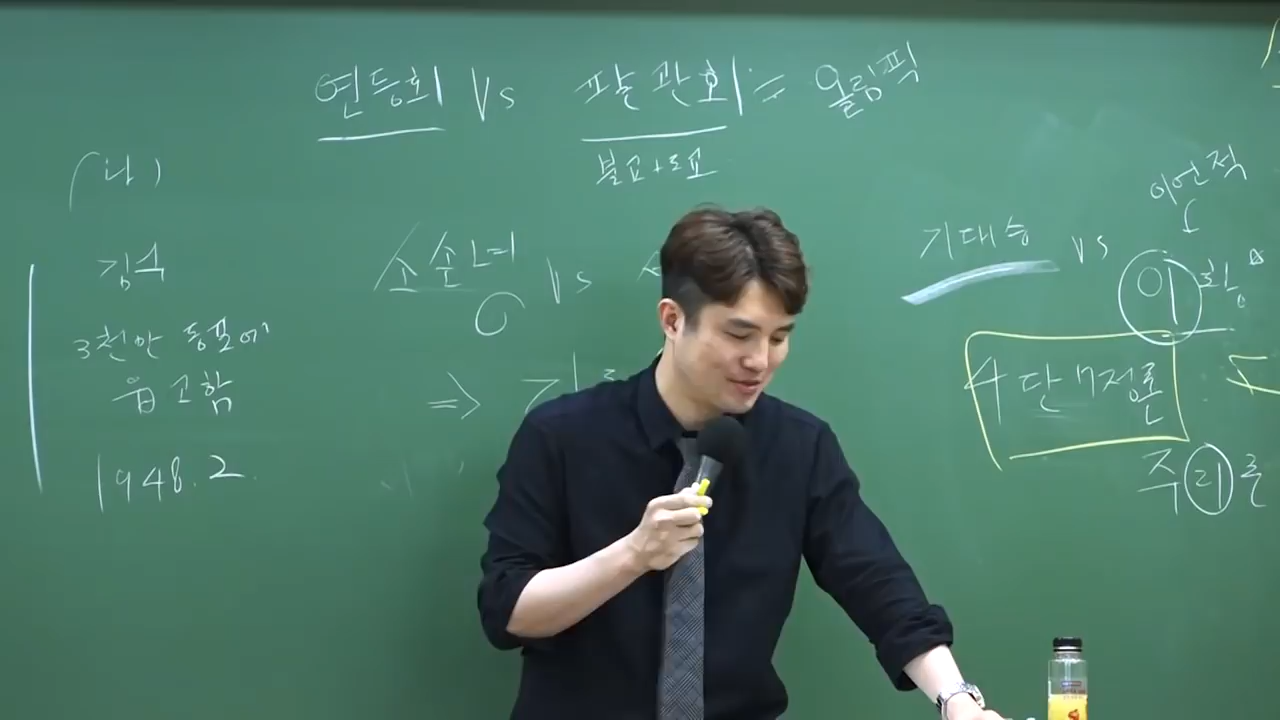 연등회 Vs 팔관회 = 올림픽
불교+도교
(나)
김구
3천만 동포에
읍고함
1948.2.
소손녕 Vs
⇒
이언적
기대승 vs 이황
4단7정론
주리론